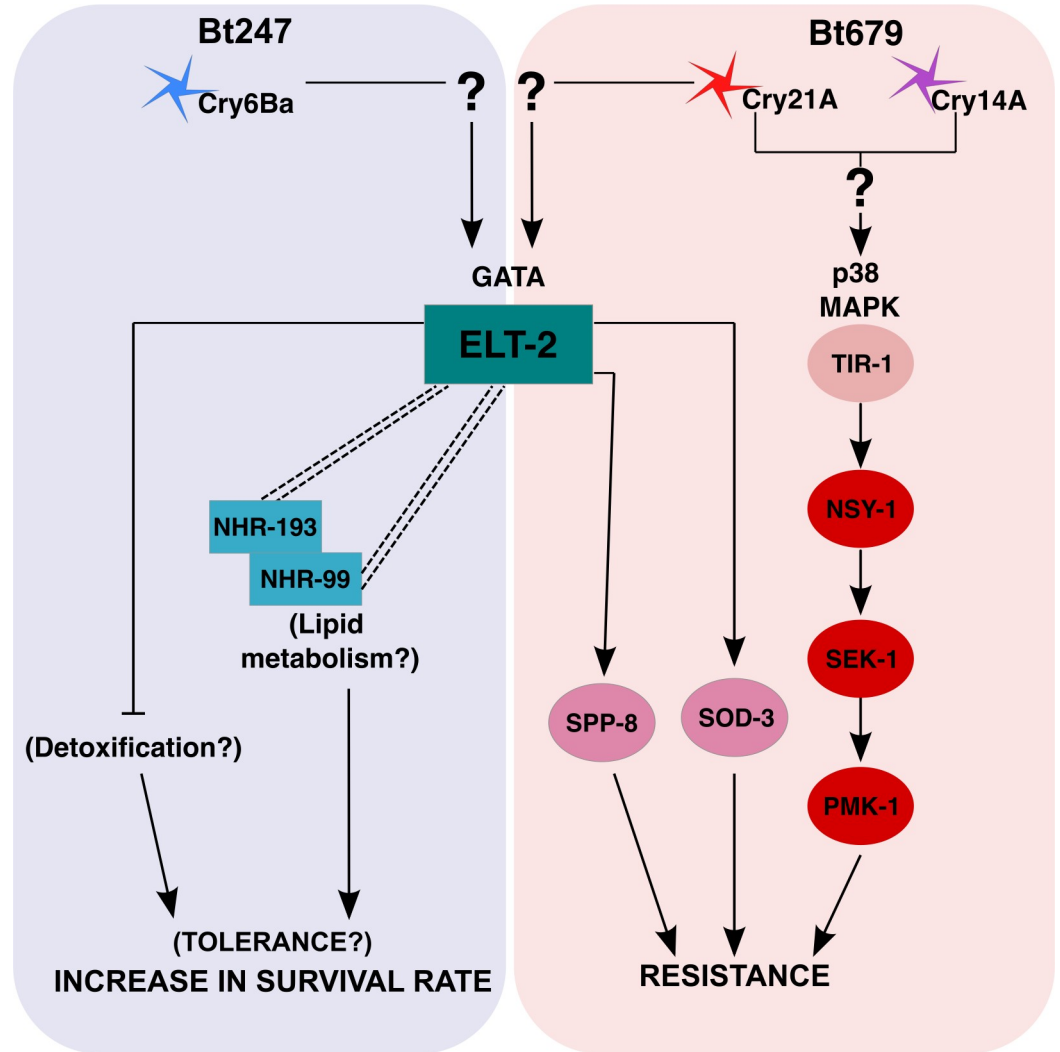 Bt247
Bt679
Cry6Ba
?
?
Cry21A
Cry14A
?
GATA
ELT-2
p38
MAPK
TIR-1
NHR-193
NHR-99
(Lipid
metabolism?)
NSY-1
SEK-1
SPP-8
SOD-3
(Detoxification?)
PMK-1
(TOLERANCE?)
INCREASE IN SURVIVAL RATE
RESISTANCE